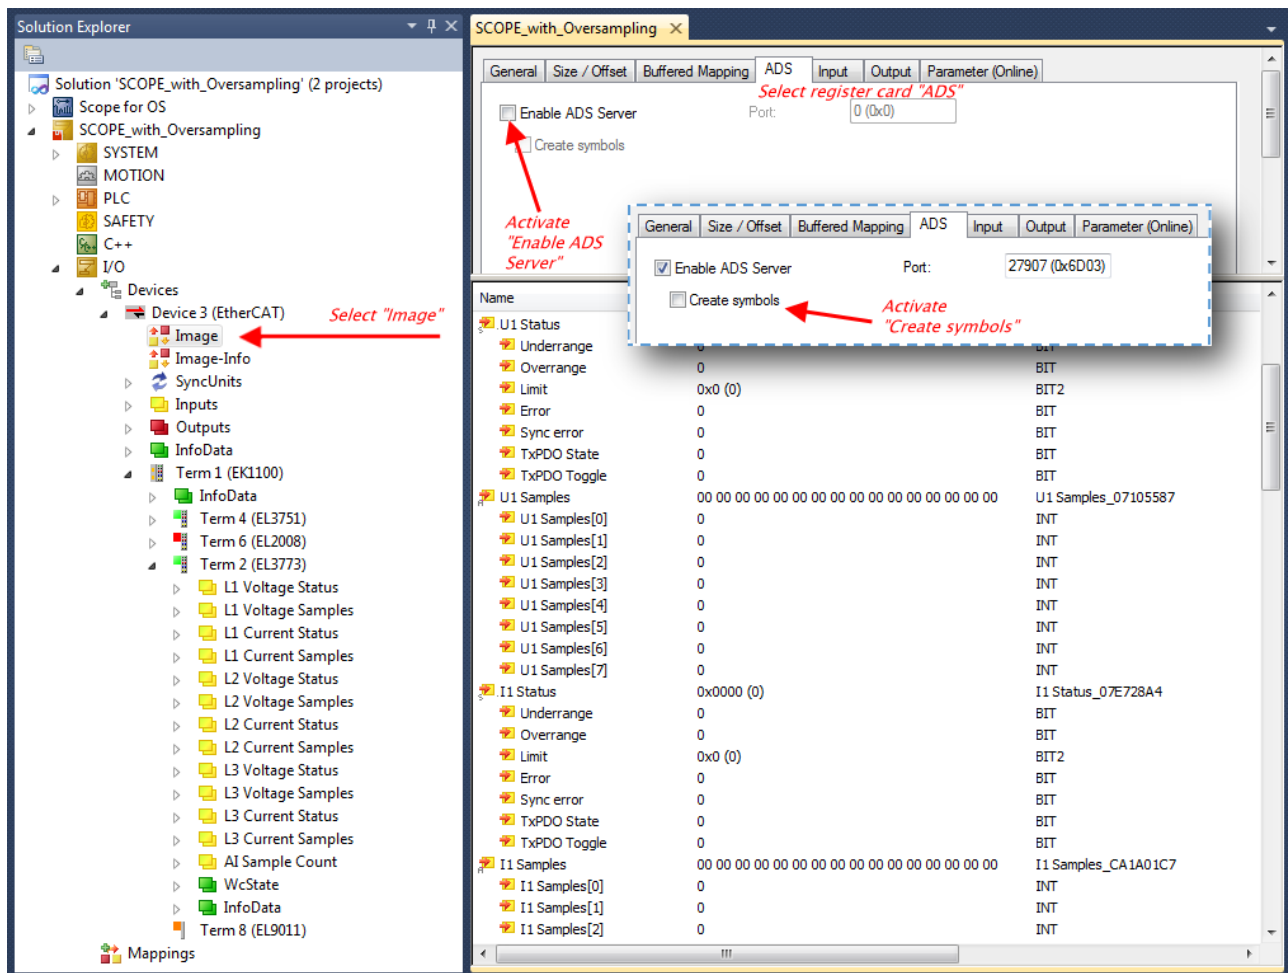 Solution Explorer
Solution 'SCOPE_with_Oversampling' (2 projects)
Scope for OS
SCOPE_with_Oversampling
SYSTEM
MOTION
PLC
SAFETY
C++
I/O
Devices
Device 3 (EtherCAT)
Select "Image"
Image
Image-Info
SyncUnits
Inputs
Outputs
InfoData
Term 1 (EK1100)
InfoData
Term 4 (EL3751)
Term 6 (EL2008)
Term 2 (EL3773)
L1 Voltage Status
L1 Voltage Samples
L1 Current Status
L1 Current Samples
L2 Voltage Status
L2 Voltage Samples
L2 Current Status
L2 Current Samples
L3 Voltage Status
L3 Voltage Samples
L3 Current Status
L3 Current Samples
AI Sample Count
WcState
InfoData
Term 8 (EL9011)
Mappings
SCOPE_with_Oversampling
General Size / Offset Buffered Mapping ADS Input Output Parameter (Online)
Select register card "ADS"
Enable ADS Server Port: 0 (0x0)
Create symbols
Activate
"Enable ADS
Server"
General Size / Offset Buffered Mapping ADS Input Output Parameter (Online)
Enable ADS Server Port: 27907 (0x6D03)
Create symbols
Activate
"Create symbols"
Name
U1 Status
Underrange 0 BIT
Overrange 0 BIT
Limit 0x0 (0) BIT2
Error 0 BIT
Sync error 0 BIT
TxPDO State 0 BIT
TxPDO Toggle 0 BIT
U1 Samples 00 00 00 00 00 00 00 00 00 00 00 00 00 00 00 00 U1 Samples_07105587
U1 Samples[0] 0 INT
U1 Samples[1] 0 INT
U1 Samples[2] 0 INT
U1 Samples[3] 0 INT
U1 Samples[4] 0 INT
U1 Samples[5] 0 INT
U1 Samples[6] 0 INT
U1 Samples[7] 0 INT
I1 Status 0x0000 (0) I1 Status_07E728A4
Underrange 0 BIT
Overrange 0 BIT
Limit 0x0 (0) BIT2
Error 0 BIT
Sync error 0 BIT
TxPDO State 0 BIT
TxPDO Toggle 0 BIT
I1 Samples 00 00 00 00 00 00 00 00 00 00 00 00 00 00 00 00 I1 Samples_CA1A01C7
I1 Samples[0] 0 INT
I1 Samples[1] 0 INT
I1 Samples[2] 0 INT